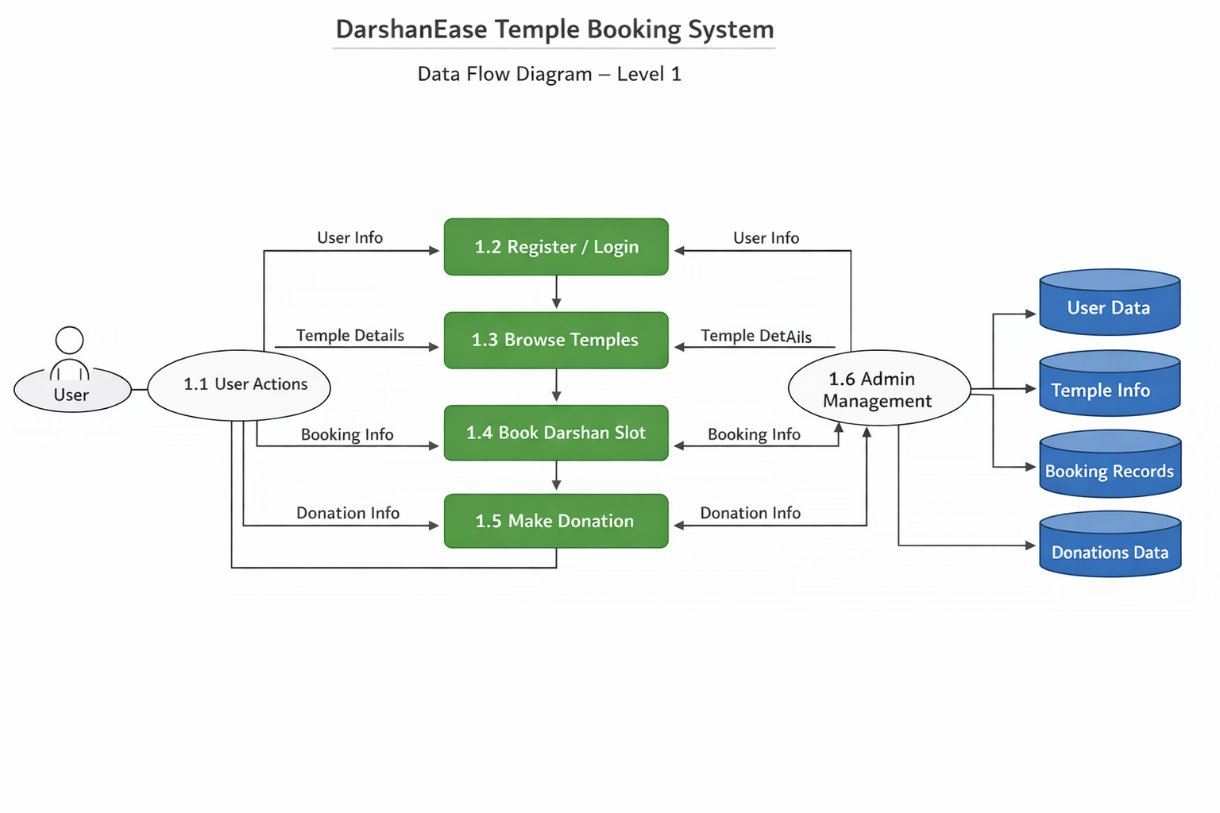 DarshanEase Temple Booking System
Data Flow Diagram – Level 1
User Info
1.2 Register / Login
User Info
Temple Details
1.3 Browse Temples
Temple DetAils
User Data
User
1.1 User Actions
1.6 Admin
Management
Temple Info
Booking Info
1.4 Book Darshan Slot
Booking Info
Booking Records
Donation Info
1.5 Make Donation
Donation Info
Donations Data